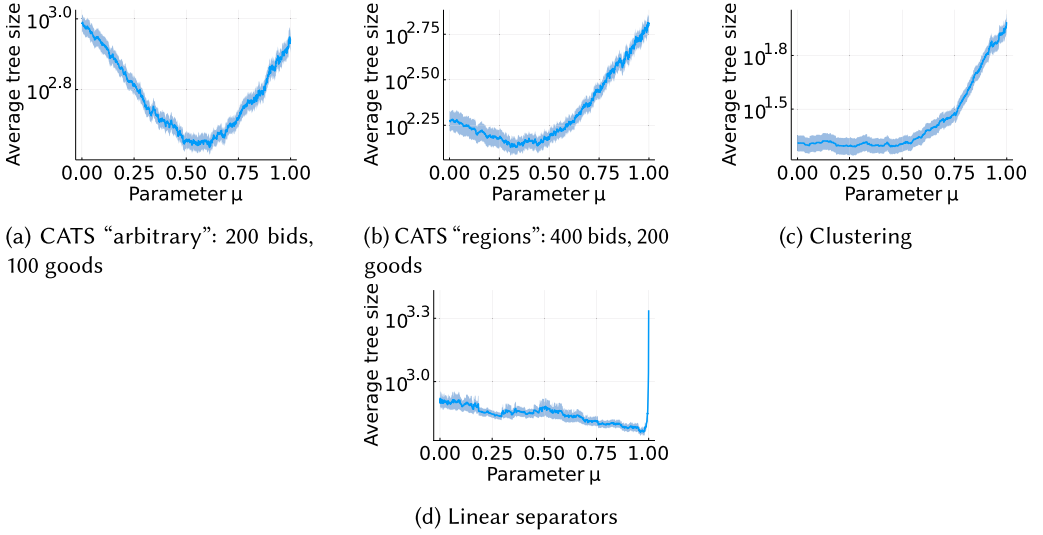 Average tree size
10^3.0
10^2.8
0.00 0.25 0.50 0.75 1.00
Parameter μ
(a) CATS “arbitrary”: 200 bids,
100 goods
Average tree size
10^2.75
10^2.50
10^2.25
0.00 0.25 0.50 0.75 1.00
Parameter μ
(b) CATS “regions”: 400 bids, 200
goods
Average tree size
10^1.8
10^1.5
0.00 0.25 0.50 0.75 1.00
Parameter μ
(c) Clustering
Average tree size
10^3.3
10^3.0
0.00 0.25 0.50 0.75 1.00
Parameter μ
(d) Linear separators